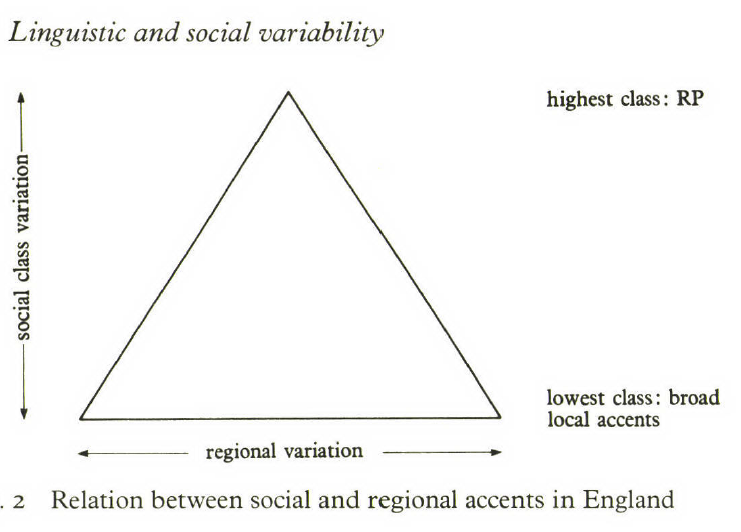 Linguistic and social variability
highest class: RP
social class variation
lowest class: broad
local accents
regional variation
. 2 Relation between social and regional accents in England